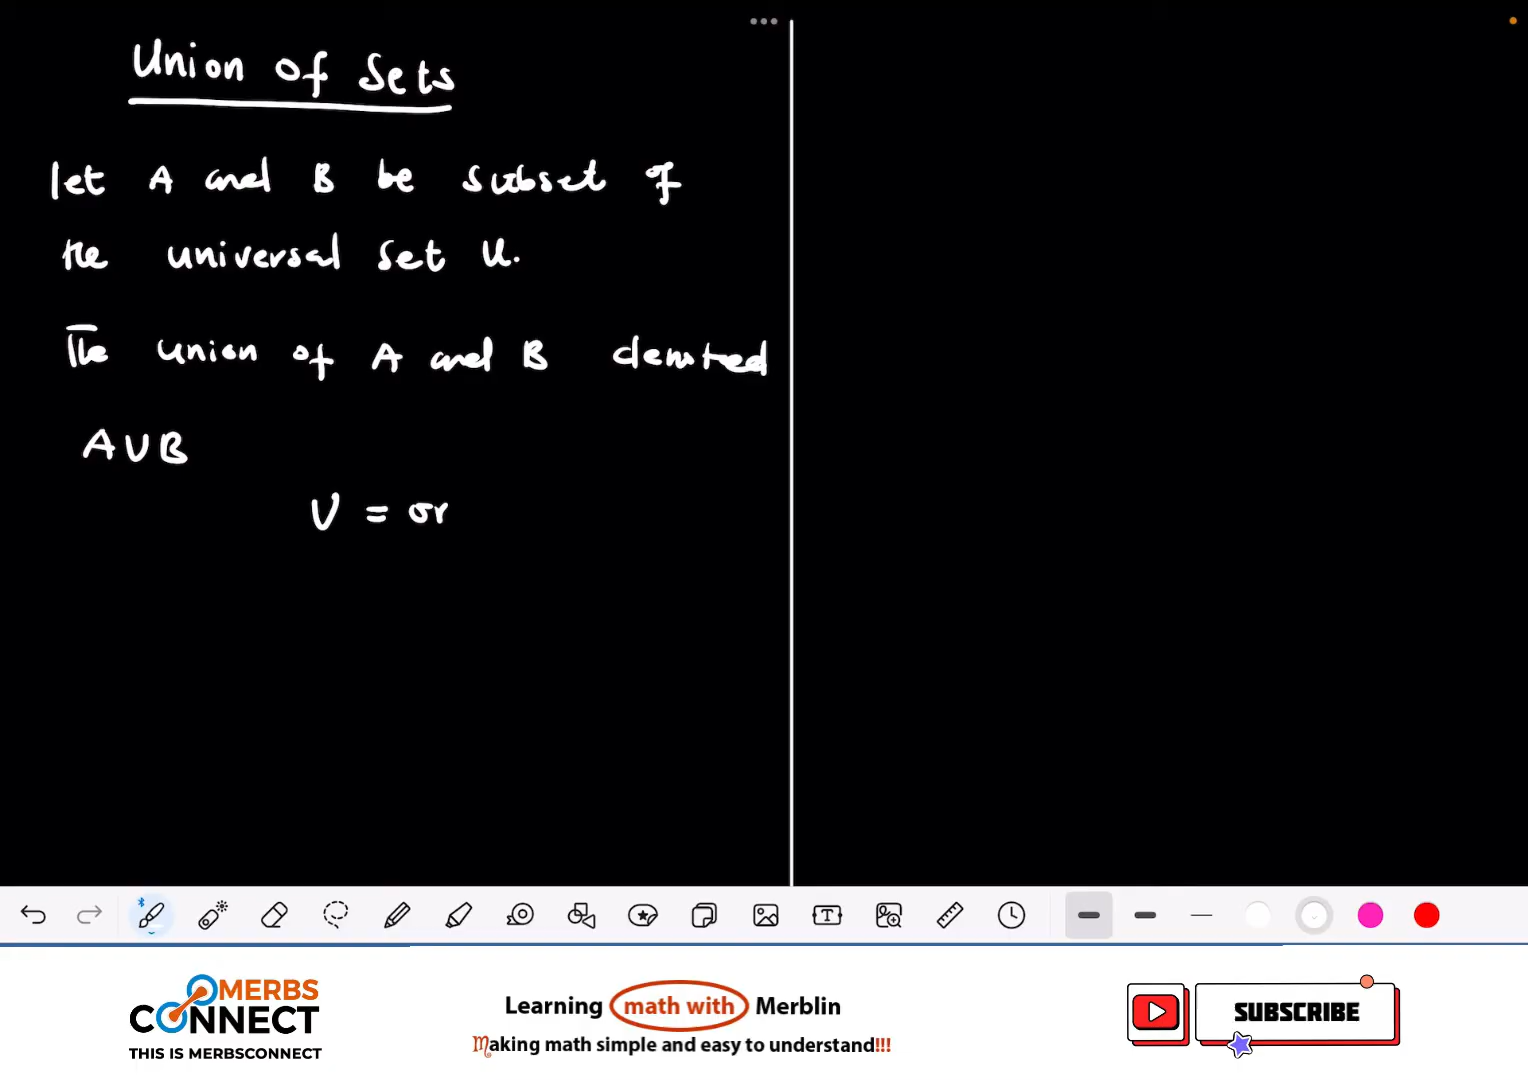 Union of Sets
let A and B be subset of
the universal set U.
The union of A and B denoted
A∪B
∪ = or
MERBS
CONNECT
THIS IS MERBSCONNECT
Learning math with Merblin
Making math simple and easy to understand!!!
SUBSCRIBE